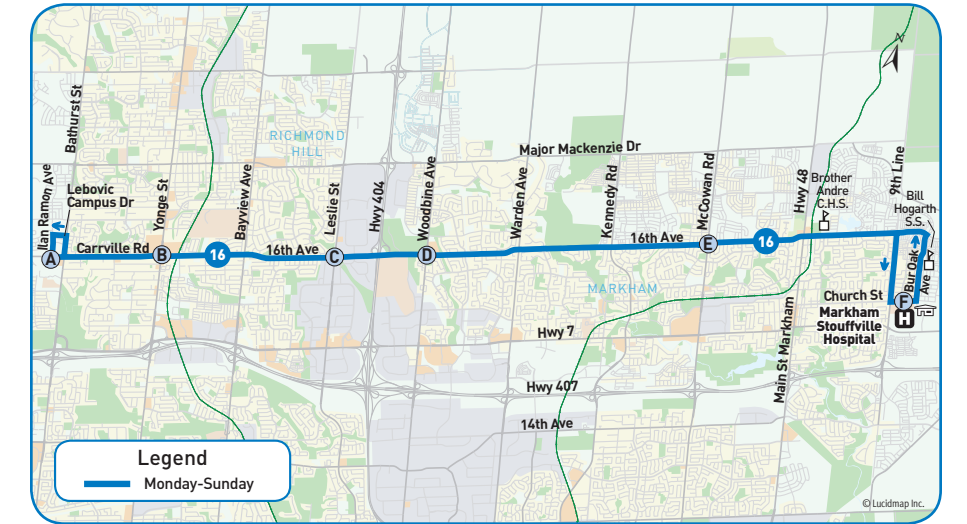 N
Bathurst St
RICHMOND
HILL
Major Mackenzie Dr
Ilan Ramon Ave
Lebovic
Campus Dr
Yonge St
Bayview Ave
Leslie St
Hwy 404
Woodbine Ave
Warden Ave
Kennedy Rd
McCowan Rd
Hwy 48
Brother
Andre
C.H.S.
9th Line
Bill
Hogarth
S.S.
A
Carrville Rd
B
16
16th Ave
C
D
16th Ave
E
16
MARKHAM
Bur Oak
Ave
Church St
F
H
Markham
Stouffville
Hospital
Main St Markham
Hwy 7
Hwy 407
14th Ave
Legend
Monday-Sunday
© Lucidmap Inc.